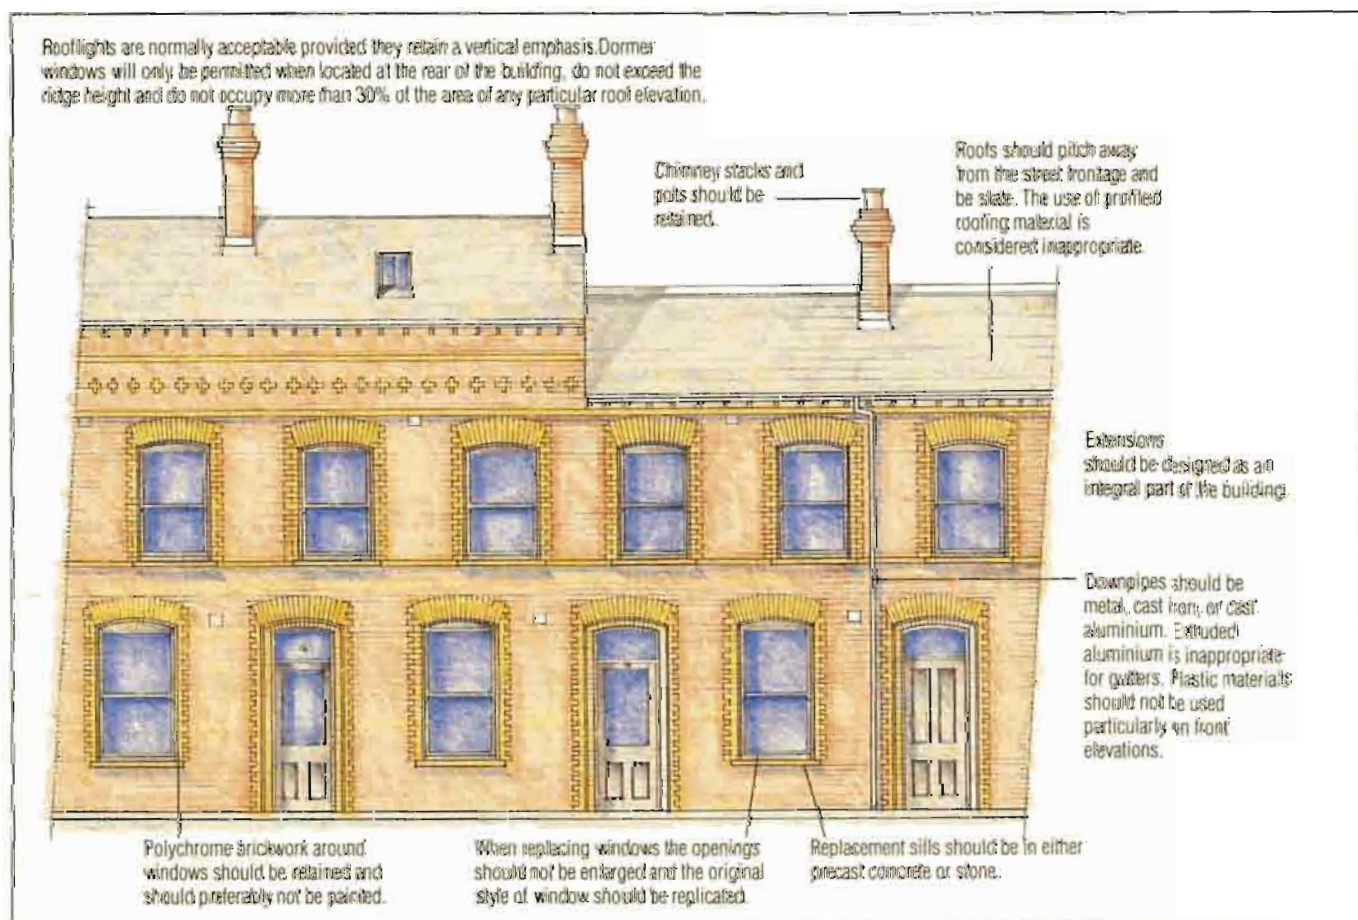 Rooflights are normally acceptable provided they retain a vertical emphasis. Dormer
windows will only be permitted when located at the rear of the building, do not exceed the
ridge height and do not occupy more than 30% of the area of any particular roof elevation.
Chimney stacks and
pots should be
retained.
Roofs should pitch away
from the street frontage and
be slate. The use of profiled
roofing material is
considered inappropriate.
Extensions
should be designed as an
integral part of the building.
Downpipes should be
metal, cast iron, or cast
aluminium. Extruded
aluminium is inappropriate
for gutters. Plastic materials
should not be used
particularly on front
elevations.
Polychrome brickwork around
windows should be retained and
should preferably not be painted.
When replacing windows the openings
should not be enlarged and the original
style of window should be replicated.
Replacement sills should be in either
precast concrete or stone.